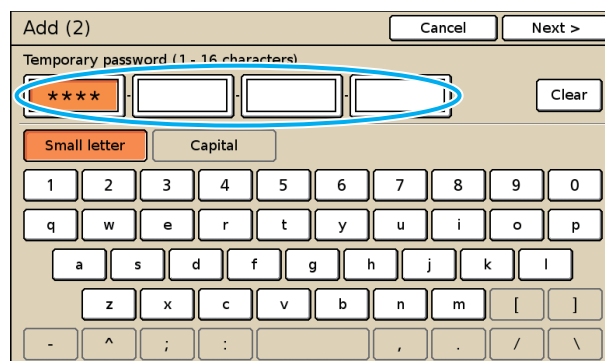 Add (2) Cancel Next >
Temporary password (1 - 16 characters)
**** - - - Clear
Small letter Capital
1 2 3 4 5 6 7 8 9 0
q w e r t y u i o p
a s d f g h j k l
z x c v b n m [ ]
- ^ ; : , . / \